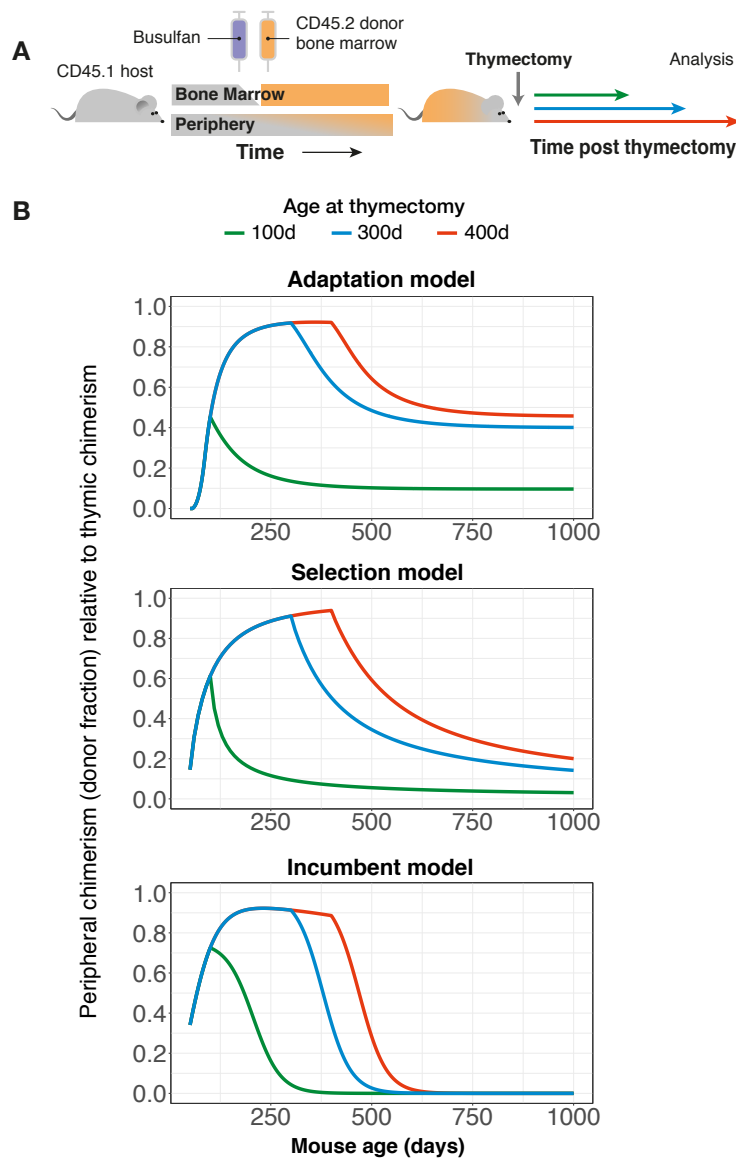 A
Busulfan
CD45.2 donor
bone marrow
CD45.1 host
Bone Marrow
Periphery
Time
Thymectomy
Analysis
Time post thymectomy
B
Age at thymectomy
100d 300d 400d
Peripheral chimerism (donor fraction) relative to thymic chimerism
Adaptation model
1.0
0.8
0.6
0.4
0.2
0.0
250 500 750 1000
Selection model
1.0
0.8
0.6
0.4
0.2
0.0
250 500 750 1000
Incumbent model
1.0
0.8
0.6
0.4
0.2
0.0
250 500 750 1000
Mouse age (days)